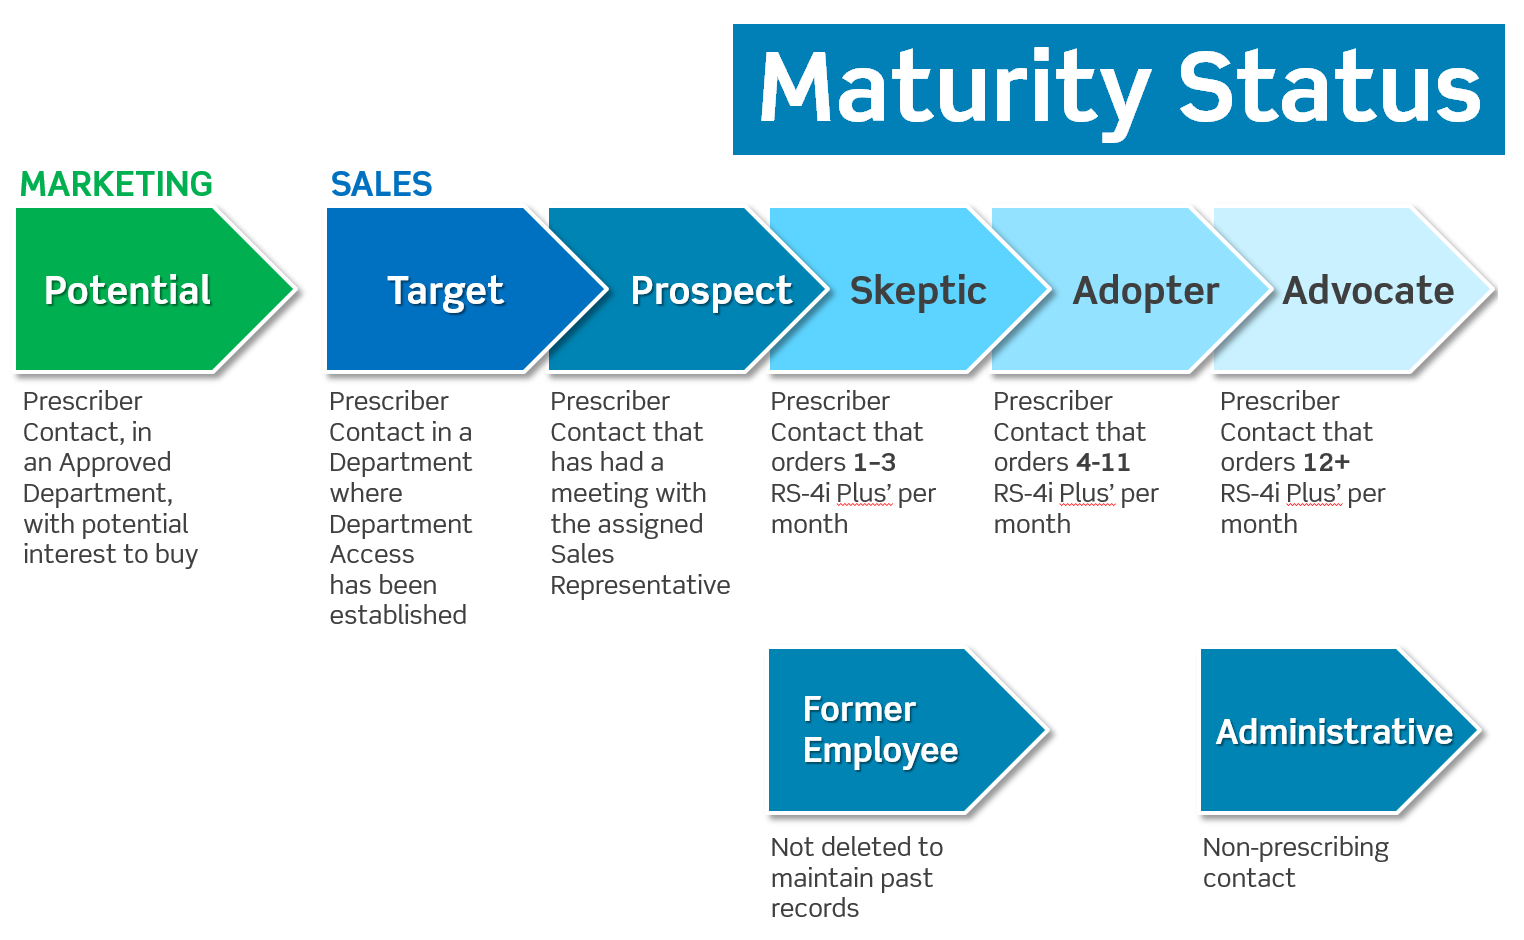 Maturity Status
MARKETING
Potential
Prescriber
Contact, in
an Approved
Department,
with potential
interest to buy
SALES
Target
Prescriber
Contact in a
Department
where
Department
Access
has been
established
Prospect
Prescriber
Contact that
has had a
meeting with
the assigned
Sales
Representative
Skeptic
Prescriber
Contact that
orders 1–3
RS-4i Plus’ per
month
Adopter
Prescriber
Contact that
orders 4-11
RS-4i Plus’ per
month
Advocate
Prescriber
Contact that
orders 12+
RS-4i Plus’ per
month
Former
Employee
Not deleted to
maintain past
records
Administrative
Non-prescribing
contact